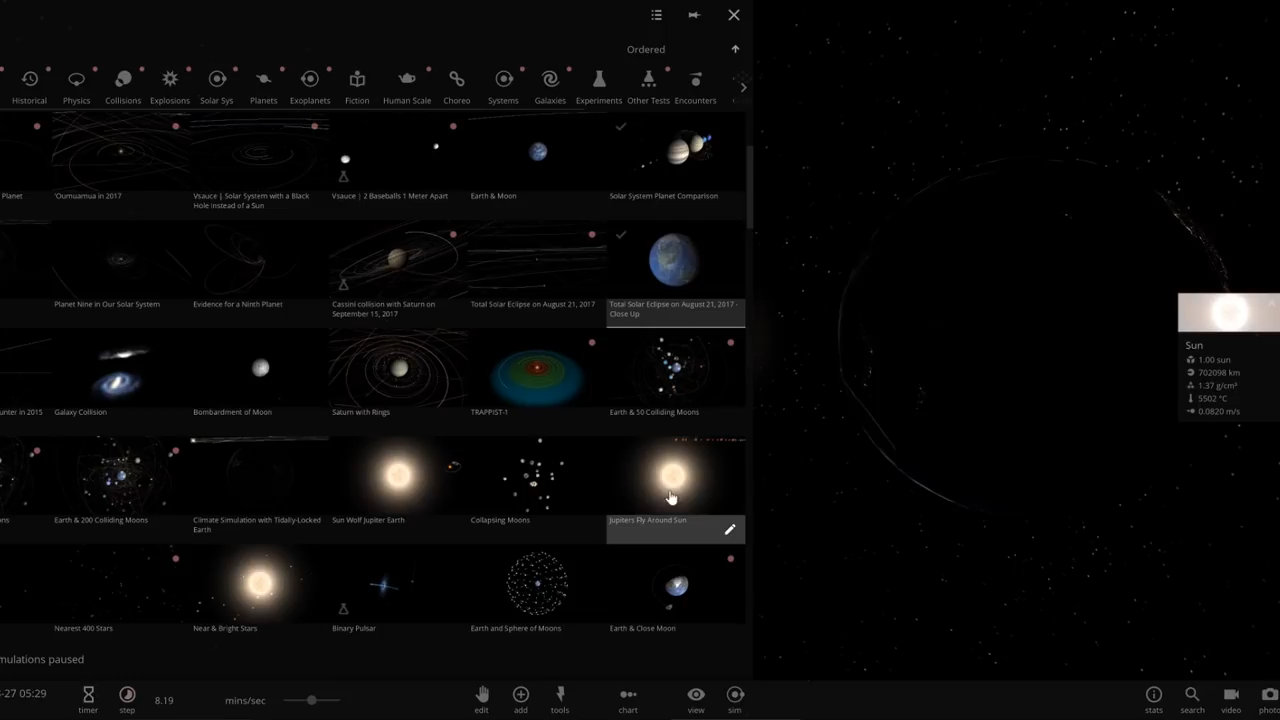 Ordered
Historical Physics Collisions Explosions Solar Sys Planets Exoplanets Fiction Human Scale Choreo Systems Galaxies Experiments Other Tests Encounters
Planet
'Oumuamua in 2017
Vsauce | Solar System with a Black
Hole instead of a Sun
Vsauce | 2 Baseballs 1 Meter Apart
Earth & Moon
Solar System Planet Comparison
Planet Nine in Our Solar System
Evidence for a Ninth Planet
Cassini collision with Saturn on
September 15, 2017
Total Solar Eclipse on August 21, 2017
Total Solar Eclipse on August 21, 2017 -
Close Up
unter in 2015
Galaxy Collision
Bombardment of Moon
Saturn with Rings
TRAPPIST-1
Earth & 50 Colliding Moons
ons
Earth & 200 Colliding Moons
Climate Simulation with Tidally-Locked
Earth
Sun Wolf Jupiter Earth
Collapsing Moons
Jupiters Fly Around Sun
Nearest 400 Stars
Near & Bright Stars
Binary Pulsar
Earth and Sphere of Moons
Earth & Close Moon
Sun
1.00 sun
702098 km
1.37 g/cm³
5502 °C
0.0820 m/s
mulations paused
-27 05:29
timer
step
8.19
mins/sec
edit
add
tools
chart
view
sim
stats
search
video
photo